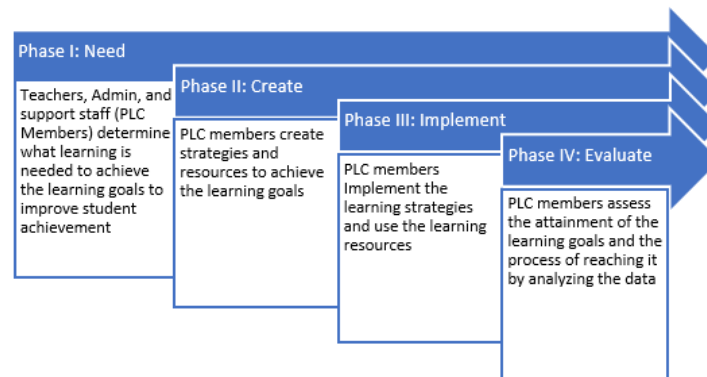 Phase I: Need
Teachers, Admin, and
support staff (PLC
Members) determine
what learning is
needed to achieve
the learning goals to
improve student
achievement
Phase II: Create
PLC members create
strategies and
resources to achieve
the learning goals
Phase III: Implement
PLC members
Implement the
learning strategies
and use the learning
resources
Phase IV: Evaluate
PLC members assess
the attainment of the
learning goals and the
process of reaching it
by analyzing the data